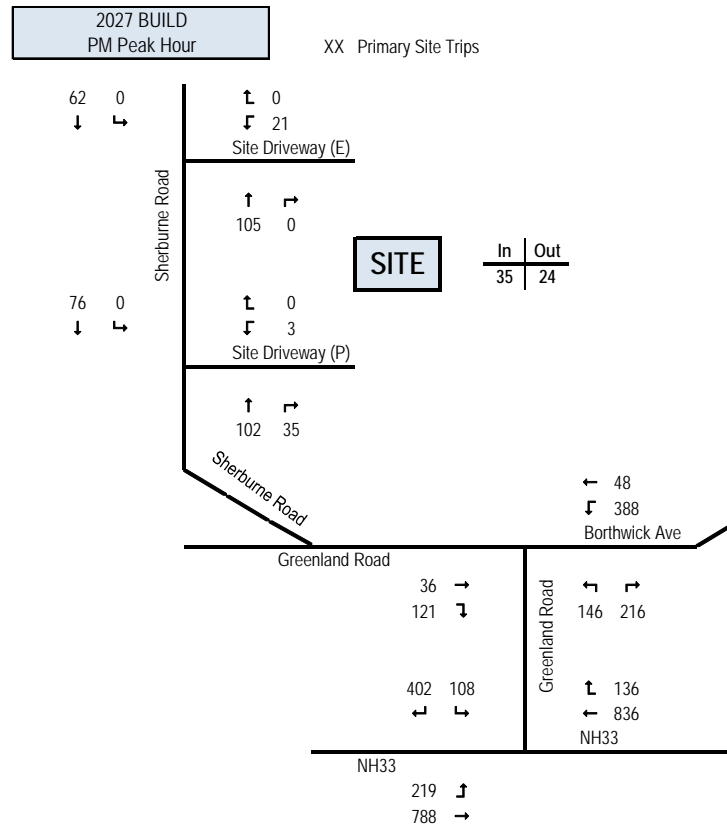 2027 BUILD
PM Peak Hour
XX Primary Site Trips
62 0
0
21
Site Driveway (E)
Sherburne Road
105 0
SITE
In Out
35 24
76 0
0
3
Site Driveway (P)
102 35
Sherburne Road
48
388
Borthwick Ave
Greenland Road
36
121
Greenland Road
146 216
402 108
136
836
NH33
NH33
219
788